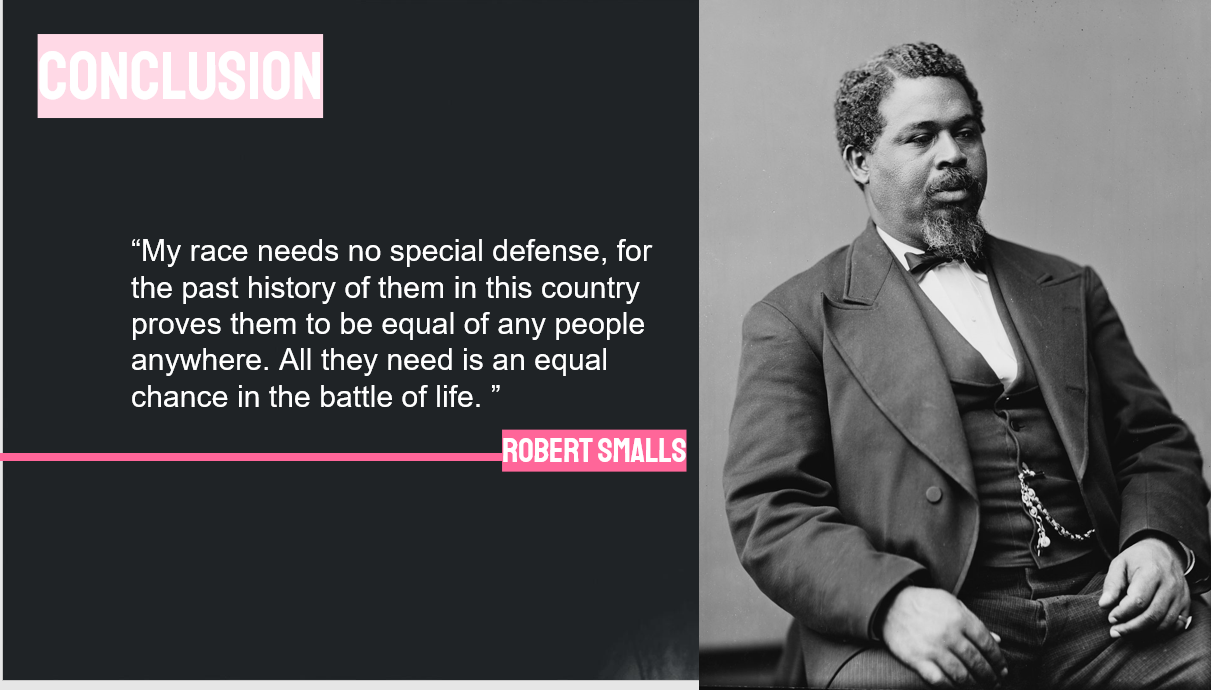 CONCLUSION
“My race needs no special defense, for
the past history of them in this country
proves them to be equal of any people
anywhere. All they need is an equal
chance in the battle of life. ”
ROBERT SMALLS